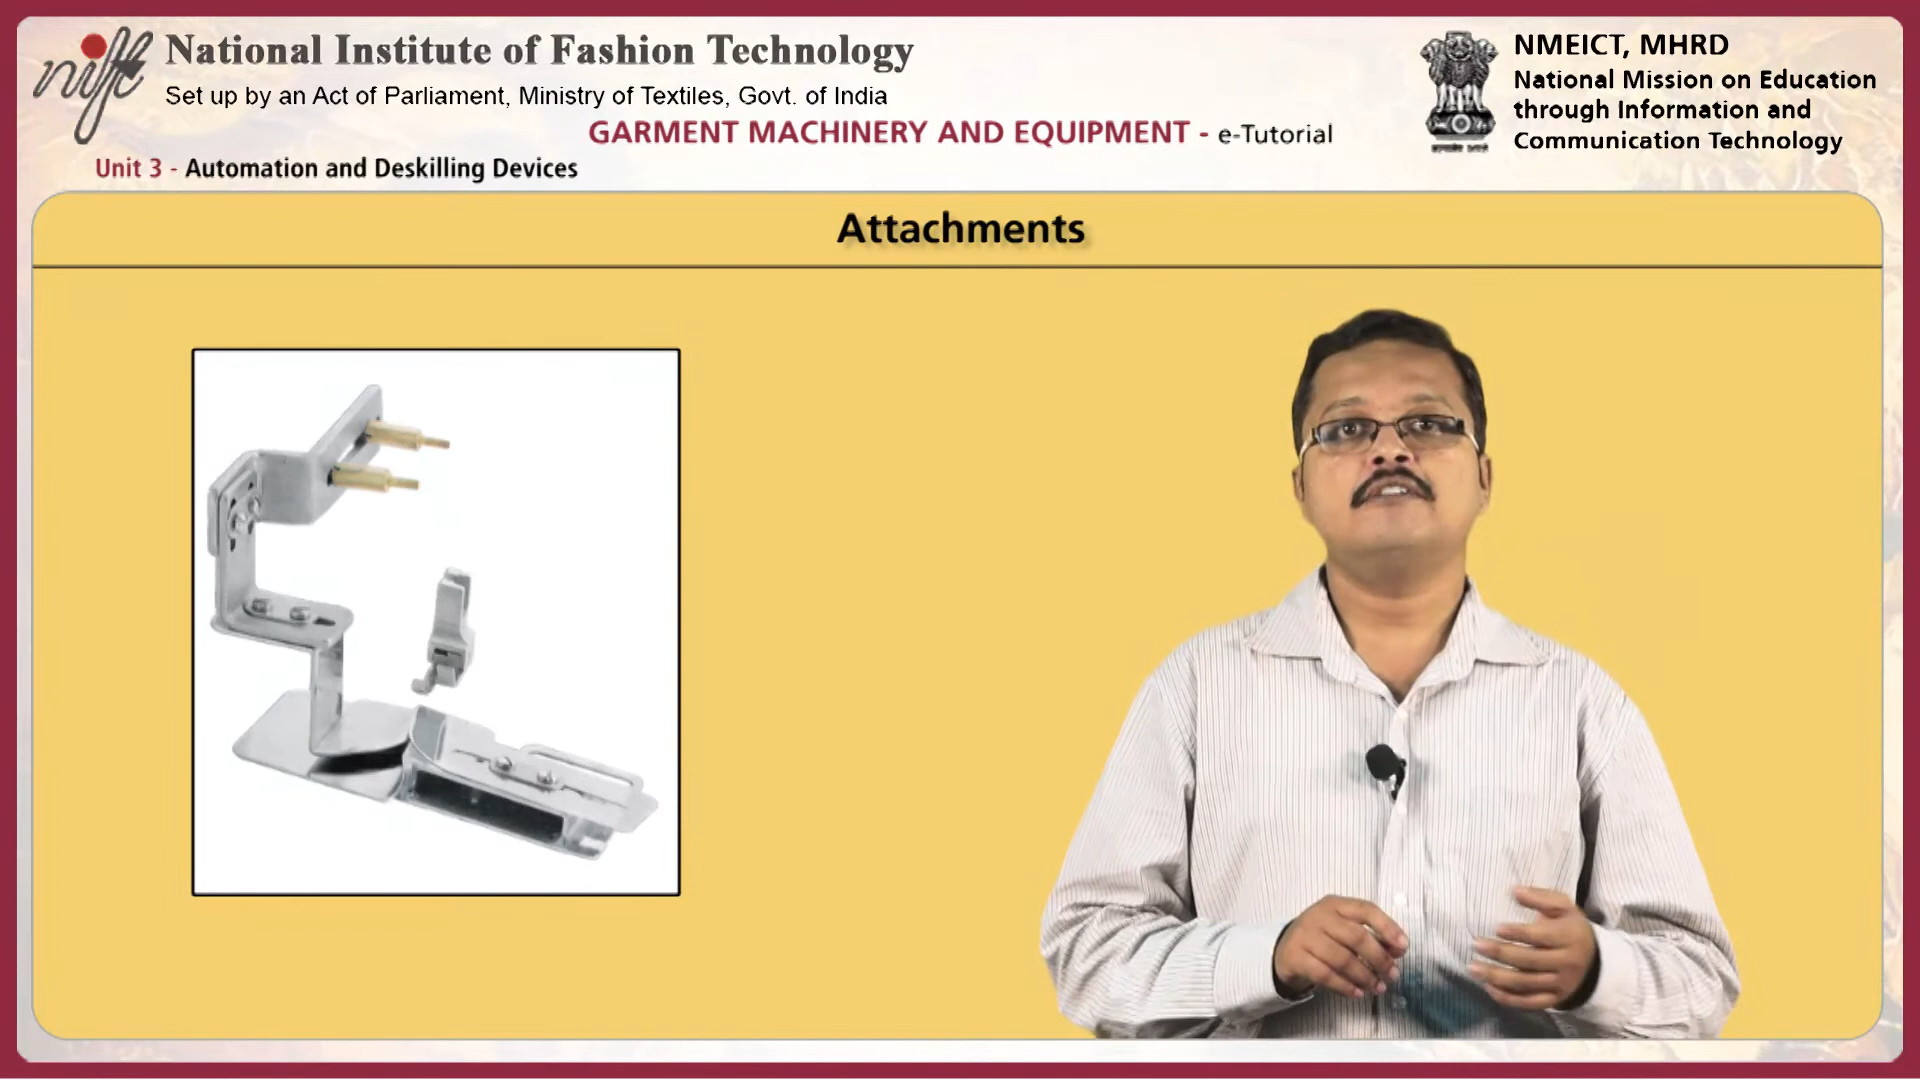 nift
National Institute of Fashion Technology
Set up by an Act of Parliament, Ministry of Textiles, Govt. of India
GARMENT MACHINERY AND EQUIPMENT - e-Tutorial
Unit 3 - Automation and Deskilling Devices
NMEICT, MHRD
National Mission on Education
through Information and
Communication Technology
Attachments